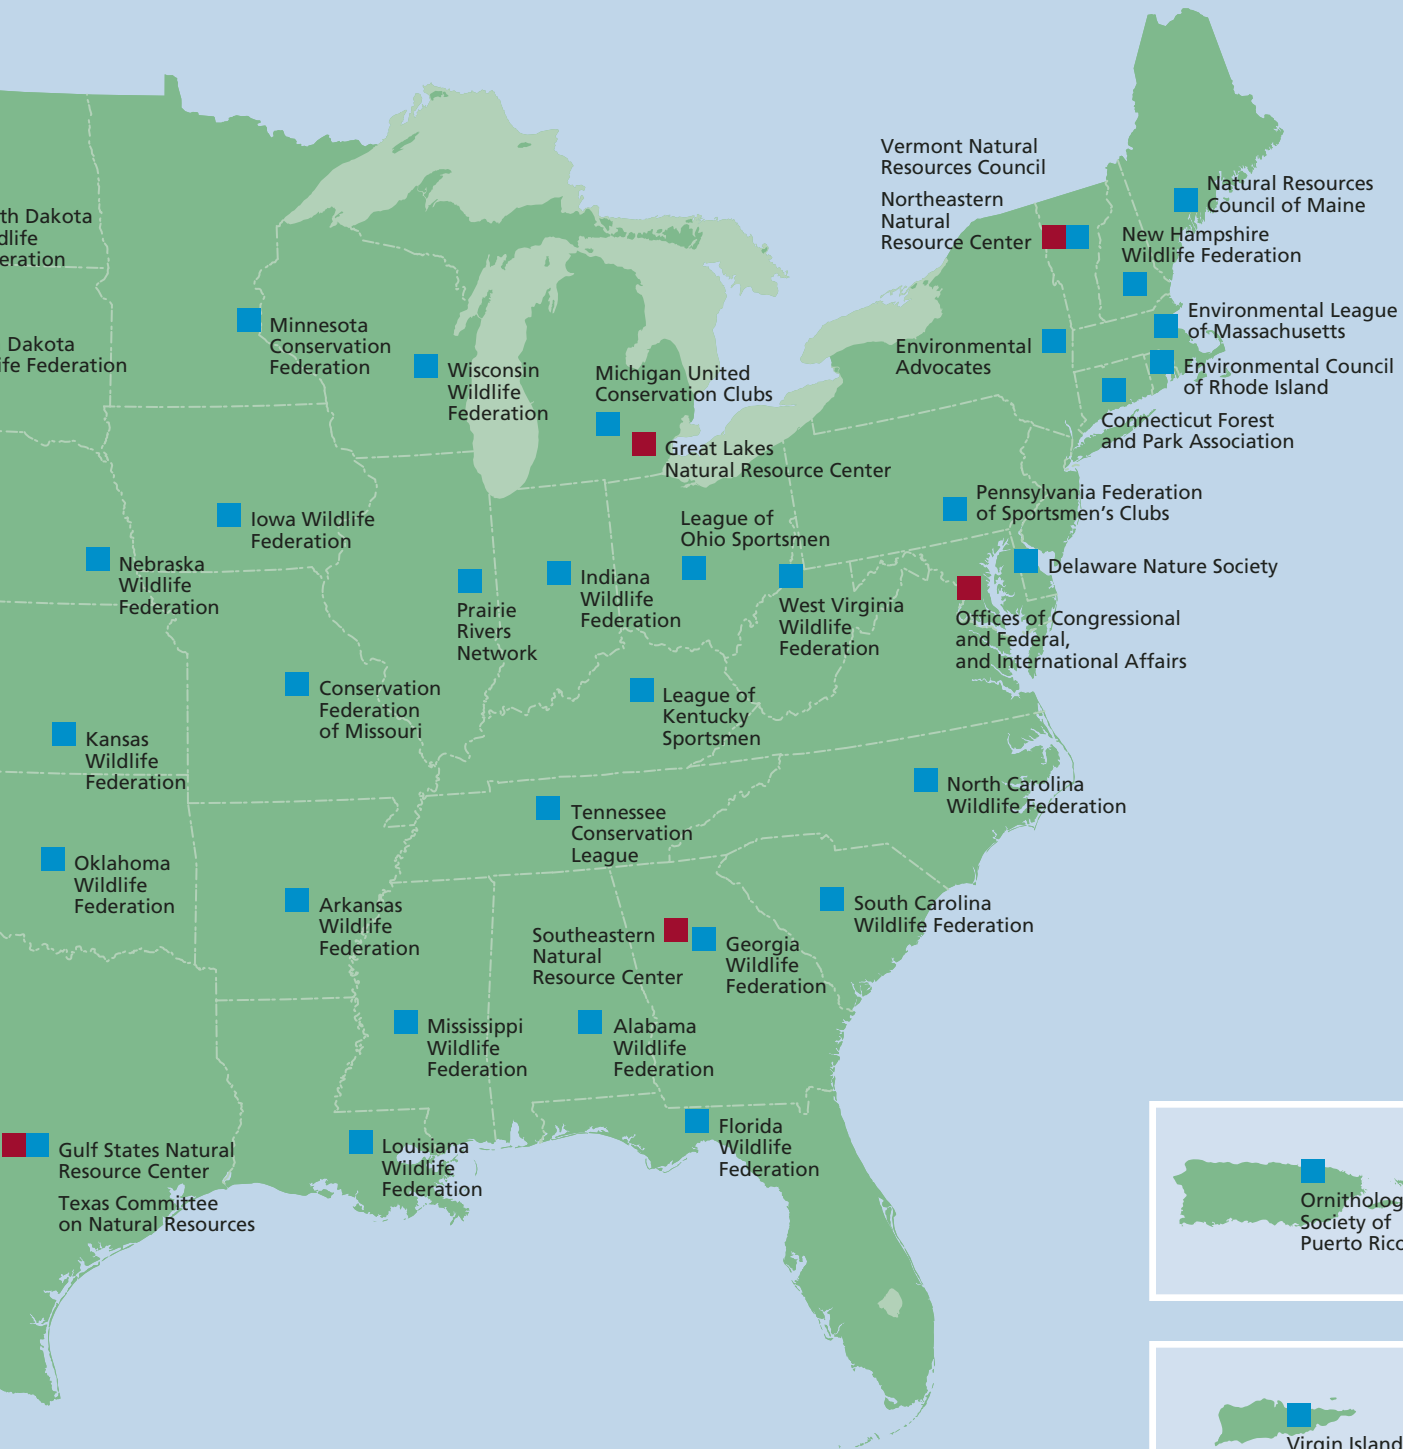 Vermont Natural
Resources Council
Northeastern
Natural
Resource Center
Natural Resources
Council of Maine
New Hampshire
Wildlife Federation
Environmental League
of Massachusetts
Environmental Advocates
Environmental Council
of Rhode Island
Connecticut Forest
and Park Association
th Dakota
dlife
eration
Dakota
ife Federation
Minnesota
Conservation
Federation
Wisconsin
Wildlife
Federation
Michigan United
Conservation Clubs
Great Lakes
Natural Resource Center
Pennsylvania Federation
of Sportsmen's Clubs
Iowa Wildlife
Federation
League of
Ohio Sportsmen
Nebraska
Wildlife
Federation
Prairie
Rivers
Network
Indiana
Wildlife
Federation
West Virginia
Wildlife
Federation
Delaware Nature Society
Offices of Congressional
and Federal,
and International Affairs
Conservation
Federation
of Missouri
League of
Kentucky
Sportsmen
Kansas
Wildlife
Federation
North Carolina
Wildlife Federation
Tennessee
Conservation
League
Oklahoma
Wildlife
Federation
Arkansas
Wildlife
Federation
South Carolina
Wildlife Federation
Southeastern
Natural
Resource Center
Georgia
Wildlife
Federation
Mississippi
Wildlife
Federation
Alabama
Wildlife
Federation
Florida
Wildlife
Federation
Louisiana
Wildlife
Federation
Gulf States Natural
Resource Center
Texas Committee
on Natural Resources
Ornitholog
Society of
Puerto Rico
Virgin Island